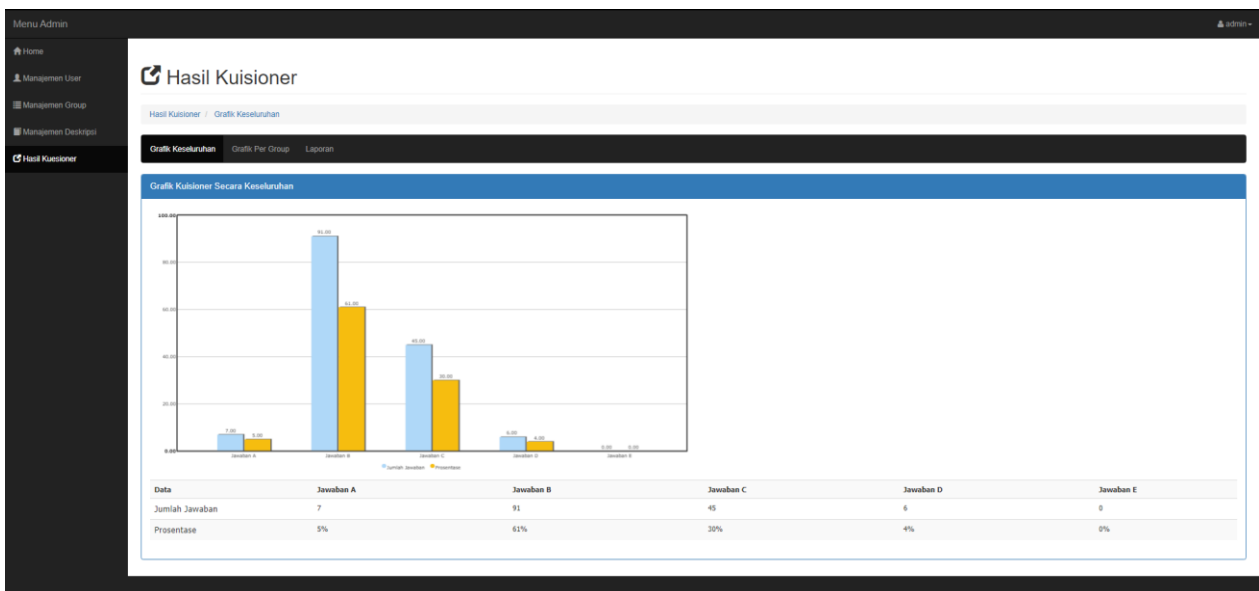 Menu Admin
admin
Home
Manajemen User
Manajemen Group
Manajemen Deskripsi
Hasil Kuesioner
Hasil Kuisioner
Hasil Kuisioner / Grafik Keseluruhan
Grafik Keseluruhan Grafik Per Group Laporan
Grafik Kuisioner Secara Keseluruhan
100.00
80.00
60.00
40.00
20.00
0.00
7.00 5.00
91.00 61.00
45.00 30.00
6.00 4.00
0.00 0.00
Jawaban A Jawaban B Jawaban C Jawaban D Jawaban E
Jumlah Jawaban Prosentase
Data Jawaban A Jawaban B Jawaban C Jawaban D Jawaban E
Jumlah Jawaban 7 91 45 6 0
Prosentase 5% 61% 30% 4% 0%